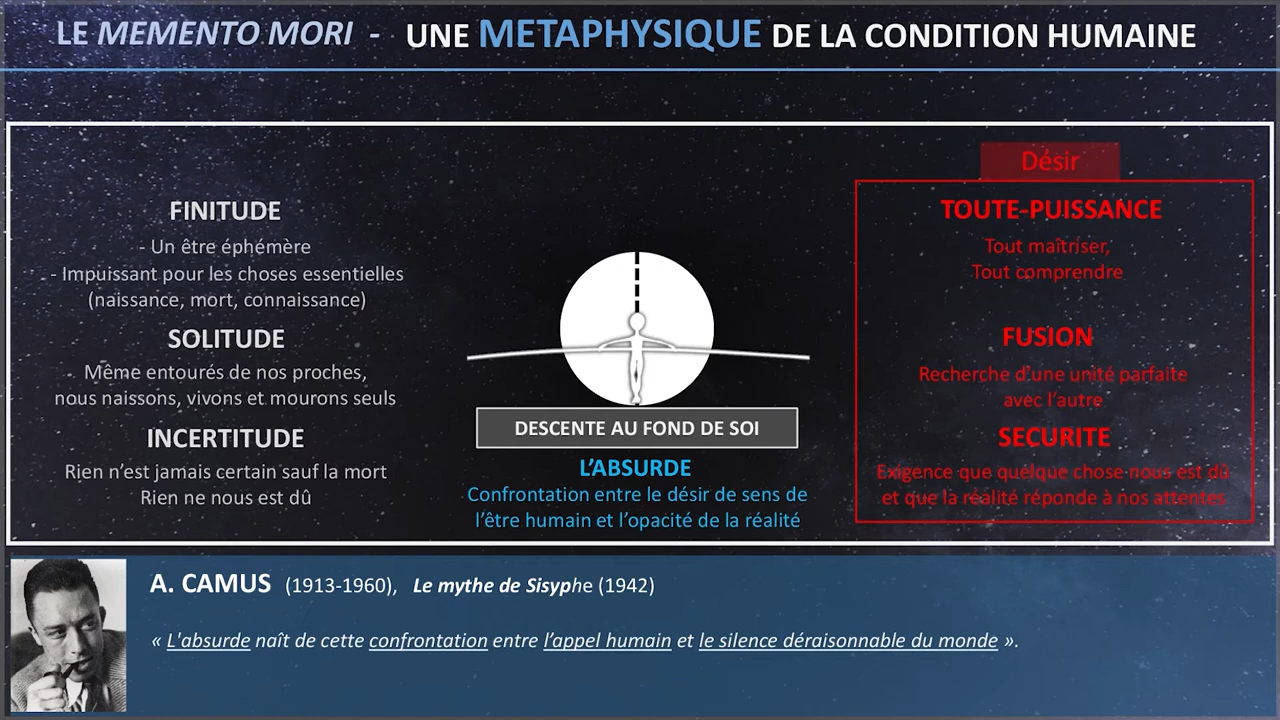 LE MEMENTO MORI - UNE METAPHYSIQUE DE LA CONDITION HUMAINE
FINITUDE
- Un être éphémère
- Impuissant pour les choses essentielles
(naissance, mort, connaissance)
SOLITUDE
Même entourés de nos proches,
nous naissons, vivons et mourons seuls
INCERTITUDE
Rien n'est jamais certain sauf la mort
Rien ne nous est dû
DESCENTE AU FOND DE SOI
L'ABSURDE
Confrontation entre le désir de sens de
l'être humain et l'opacité de la réalité
Désir
TOUTE-PUISSANCE
Tout maîtriser,
Tout comprendre
FUSION
Recherche d'une unité parfaite
avec l'autre
SECURITE
Exigence que quelque chose nous est dû
et que la réalité réponde à nos attentes
A. CAMUS (1913-1960), Le mythe de Sisyphe (1942)
« L'absurde naît de cette confrontation entre l'appel humain et le silence déraisonnable du monde ».